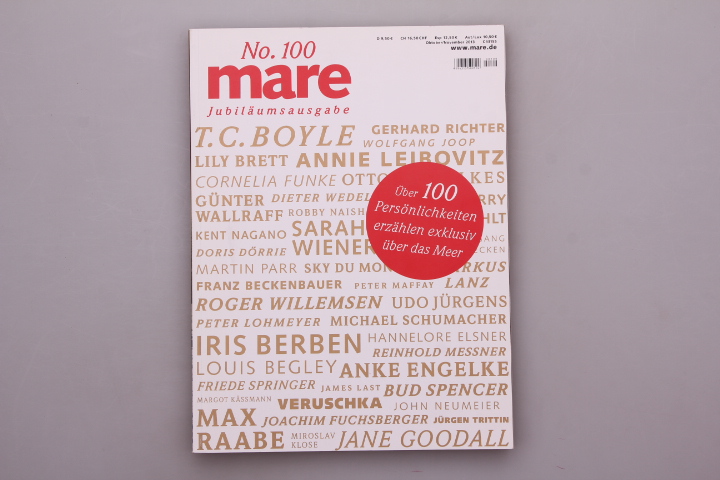 No. 100
mare
Jubiläumsausgabe
www.mare.de
T.C. BOYLE GERHARD RICHTER
WOLFGANG JOOP
LILY BRETT ANNIE LEIBOVITZ
CORNELIA FUNKE OTTO
GÜNTER DIETER WEDEL
WALLRAFF ROBBY NAISH
KENT NAGANO SARAH
DORIS DÖRRIE WIENER
MARTIN PARR SKY DU MON
FRANZ BECKENBAUER PETER MAFFAY LANZ
ROGER WILLEMSEN UDO JÜRGENS
PETER LOHMEYER MICHAEL SCHUMACHER
IRIS BERBEN HANNELORE ELSNER
REINHOLD MESSNER
LOUIS BEGLEY ANKE ENGELKE
FRIEDE SPRINGER JAMES LAST BUD SPENCER
MARGOT KÄSSMANN VERUSCHKA JOHN NEUMEIER
MAX JOACHIM FUCHSBERGER JÜRGEN TRITTIN
RAABE MIROSLAV KLOSE JANE GOODALL
Über 100
Persönlichkeiten
erzählen exklusiv
über das Meer